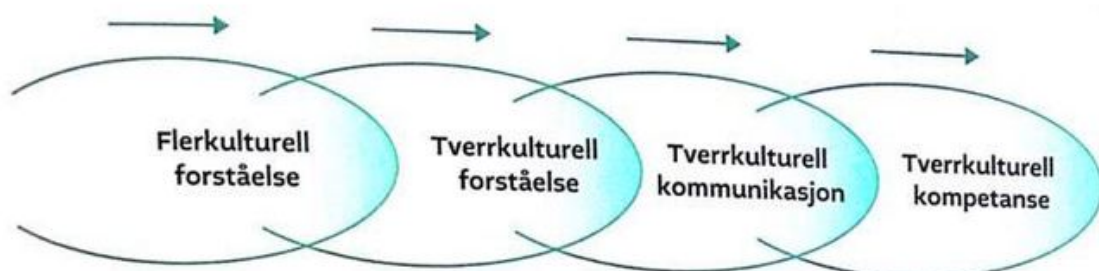 Flerkulturell
forståelse
Tverrkulturell
forståelse
Tverrkulturell
kommunikasjon
Tverrkulturell
kompetanse